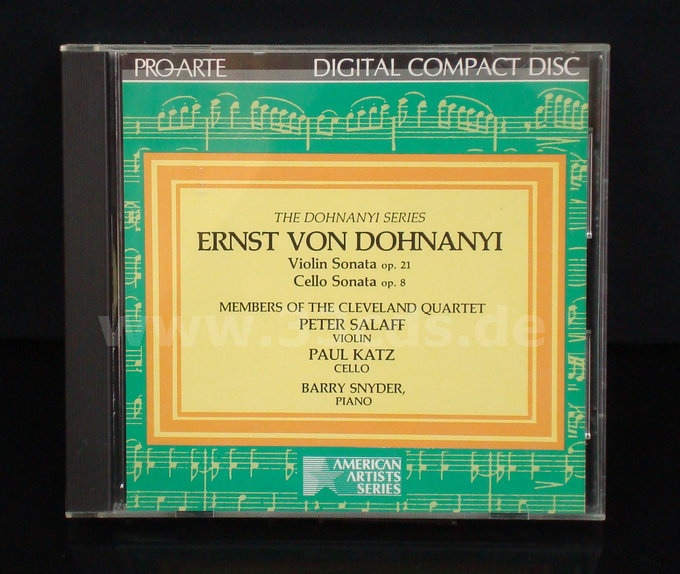 PRO-ARTE
DIGITAL COMPACT DISC
THE DOHNANYI SERIES
ERNST VON DOHNANYI
Violin Sonata op. 21
Cello Sonata op. 8
MEMBERS OF THE CLEVELAND QUARTET
PETER SALAFF
VIOLIN
PAUL KATZ
CELLO
BARRY SNYDER,
PIANO
AMERICAN
ARTISTS
SERIES